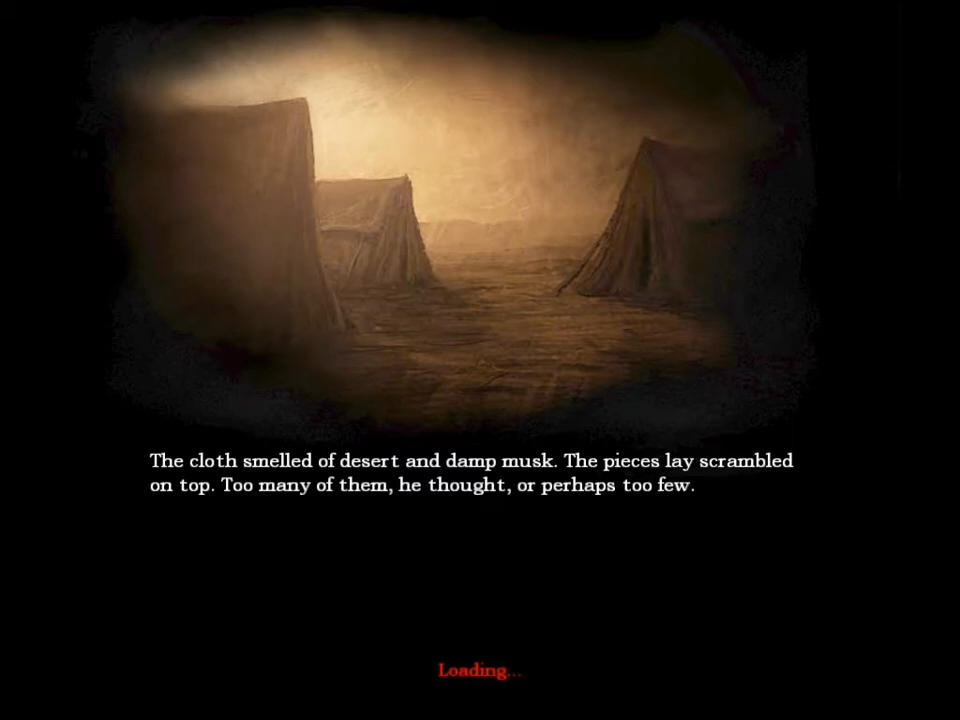 The cloth smelled of desert and damp musk. The pieces lay scrambled
on top. Too many of them, he thought, or perhaps too few.
Loading...